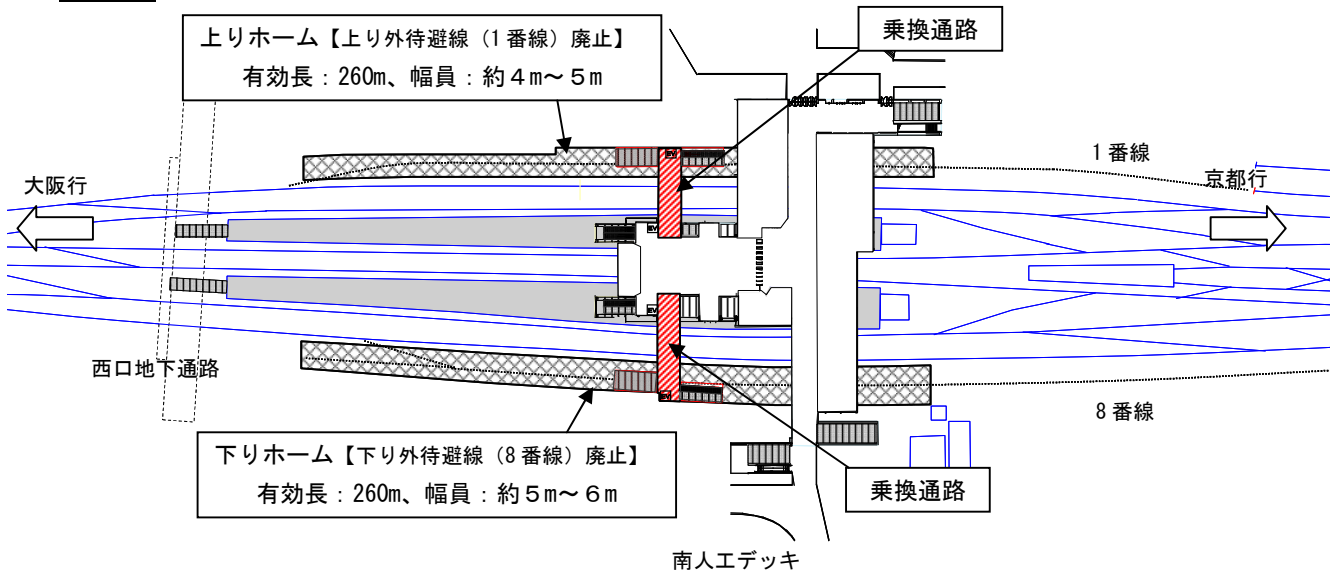 上りホーム【上り外待避線（1番線）廃止】
有効長：260m、幅員：約４ｍ～５ｍ
乗換通路
1番線
大阪行
京都行
EV
EV
EV
EV
西口地下通路
8番線
下りホーム【下り外待避線（8番線）廃止】
有効長：260m、幅員：約５ｍ～６ｍ
乗換通路
南人工デッキ